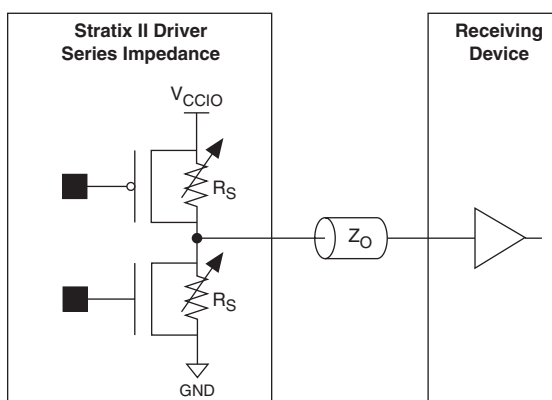 Stratix II Driver
Series Impedance
Receiving
Device
VCCIO
RS
ZO
RS
GND